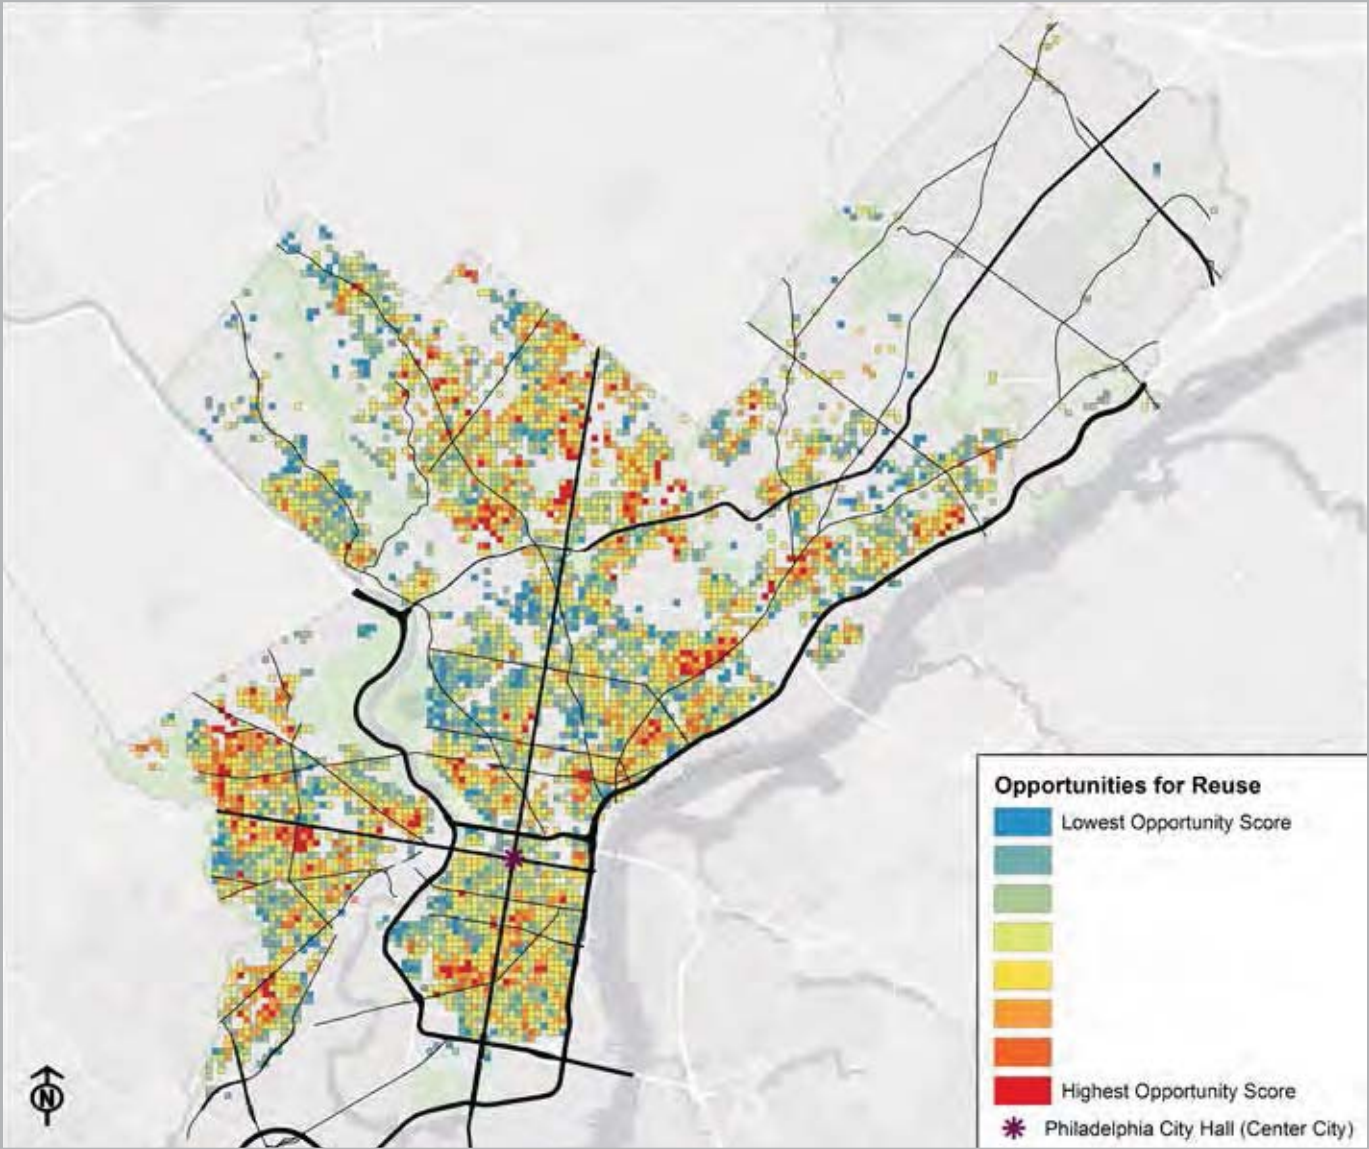 Opportunities for Reuse
Lowest Opportunity Score
Highest Opportunity Score
Philadelphia City Hall (Center City)
N